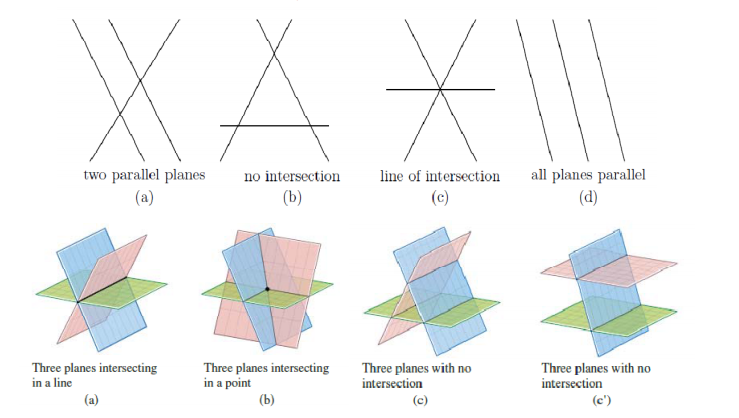 two parallel planes no intersection line of intersection all planes parallel
(a) (b) (c) (d)
Three planes intersecting
in a line
(a)
Three planes intersecting
in a point
(b)
Three planes with no
intersection
(c)
Three planes with no
intersection
(c')